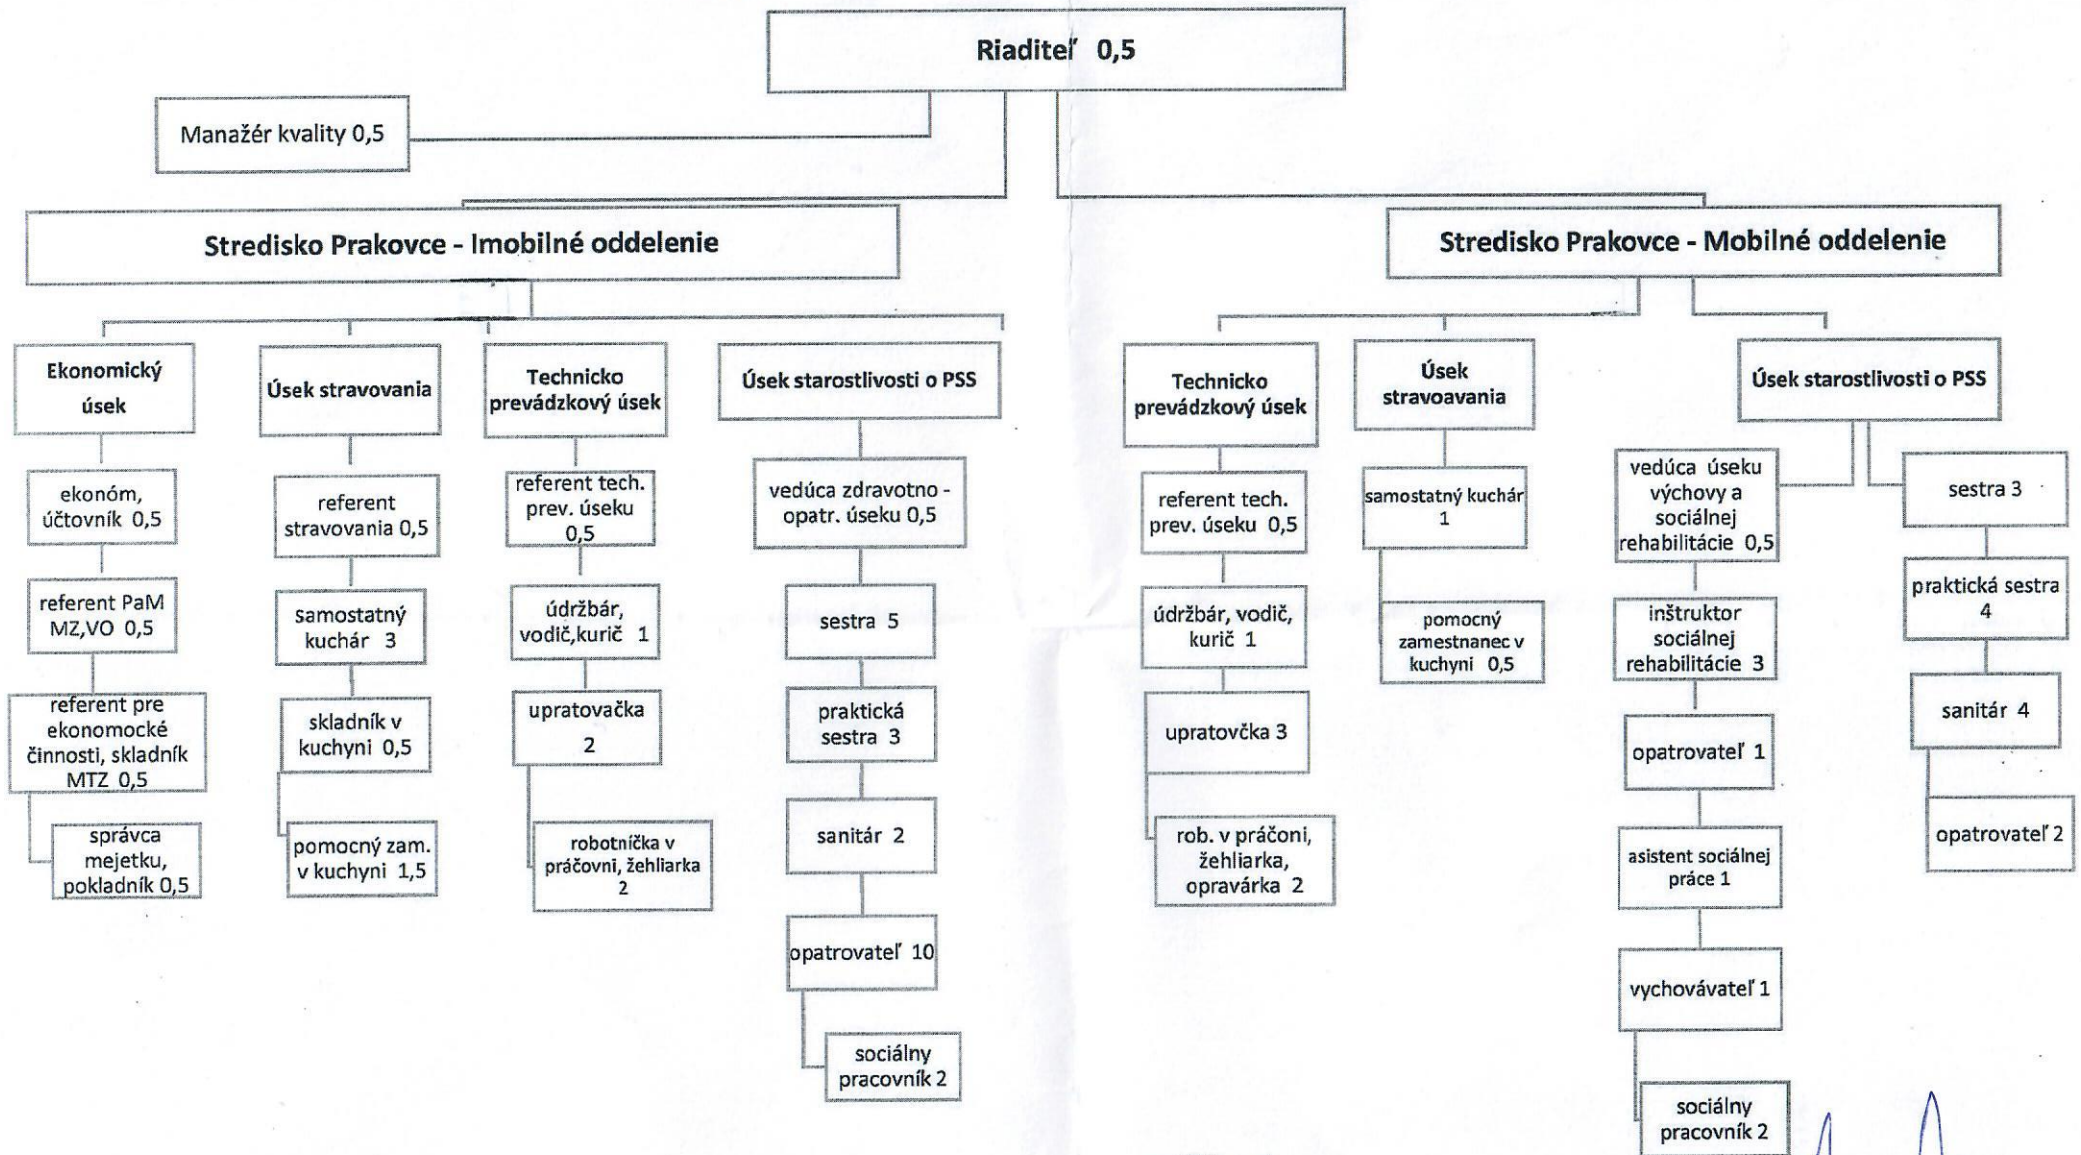 Riaditeľ 0,5
Manažér kvality 0,5
Stredisko Prakovce - Imobilné oddelenie
Stredisko Prakovce - Mobilné oddelenie
Ekonomický
úsek
ekonóm,
účtovník 0,5
referent PaM
MZ,VO 0,5
referent pre
ekonomocké
činnosti, skladník
MTZ 0,5
správca
mejetku,
pokladník 0,5
Úsek stravovania
referent
stravovania 0,5
samostatný
kuchár 3
skladník v
kuchyni 0,5
pomocný zam.
v kuchyni 1,5
Technicko
prevádzkový úsek
referent tech.
prev. úseku
0,5
údržbár,
vodič,kurič 1
upratovačka
2
robotníčka v
práčovni, žehliarka
2
Úsek starostlivosti o PSS
vedúca zdravotno -
opatr. úseku 0,5
sestra 5
praktická
sestra 3
sanitár 2
opatrovateľ 10
sociálny
pracovník 2
Technicko
prevádzkový úsek
referent tech.
prev. úseku 0,5
údržbár, vodič,
kurič 1
upratovčka 3
rob. v práčoni,
žehliarka,
opravárka 2
Úsek
stravoavania
samostatný kuchár
1
pomocný
zamestnanec v
kuchyni 0,5
Úsek starostlivosti o PSS
vedúca úseku
výchovy a
sociálnej
rehabilitácie 0,5
inštruktor
sociálnej
rehabilitácie 3
opatrovateľ 1
asistent sociálnej
práce 1
vychovávateľ 1
sociálny
pracovník 2
sestra 3
praktická sestra
4
sanitár 4
opatrovateľ 2